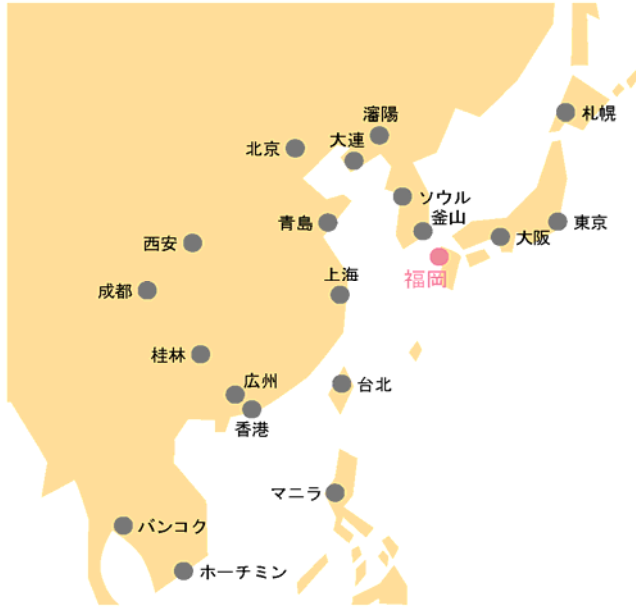 札幌
瀋陽
大連
北京
ソウル
釜山
青島
東京
大阪
西安
福岡
上海
成都
桂林
広州
台北
香港
マニラ
バンコク
ホーチミン